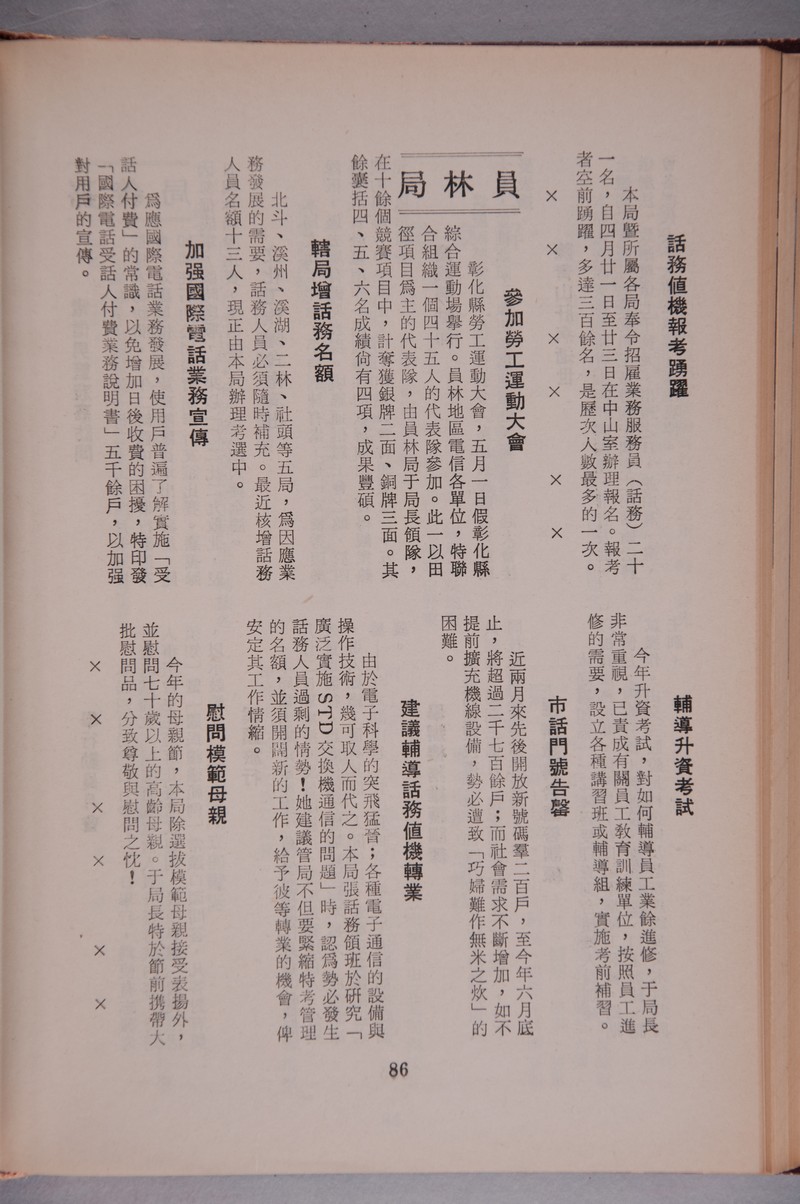 話務値機報考踴躍
本局暨所屬各局奉令招雇業務服務員（話務）二十
一名，自四月廿一日至廿三日在中山室辦理報名。報考
者空前踴躍，多達三百餘名，是歷次人數最多的一次。
×　×　×　×　×　×
員林局
參加勞工運動大會
彰化縣勞工運動大會，五月一日假彰化縣
綜合運動場舉行。員林地區電信各單位，特聯
合組織一個四十五人的代表隊參加。此一以田
徑項目爲主的代表隊，由員林局于局長領隊，
在十餘個競賽項目中，計奪獲銀牌二面、銅牌三面。其
餘囊括四、五、六名成績尙有四項，成果豐碩。
轄局增話務名額
北斗、溪州、溪湖、二林、社頭等五局，爲因應業
務發展的需要，話務人員必須隨時補充。最近核增話務
人員名額十三人，現正由本局辦理考選中。
加强國際電話業務宣傳
爲應國際電話業務發展，使用戶普遍了解實施「受
話人付費」的常識，以免增加日後收費的困擾，特印發
「國際電話受話人付費業務說明書」五千餘戶，以加强
對用戶的宣傳。
輔導升資考試
今年升資考試，對如何輔導員工業餘進修，于局長
非常重視，已責成有關員工敎育訓練單位，按照員工進
修的需要，設立各種講習班或輔導組，實施考前補習。
市話門號告罄
近兩月來先後開放新號碼羣二百戶，至今年六月底
止，將超過二千七百餘戶；而社會需求不斷增加，如不
提前擴充機線設備，勢必遭致「巧婦難作無米之炊」的
困難。
建議輔導話務値機轉業
由於電子科學的突飛猛晉；各種電子通信的設備與
操作技術，幾可取人而代之。本局張話務領班於硏究「
廣泛實施STD交換機通信的問題」時，認爲勢必發生
話務人員過剩的情勢！她建議管局不但要緊縮特考管理
的名額，並須開闢新的工作，給予彼等轉業的機會，俾
安定其工作情緖。
慰問模範母親
今年的母親節，本局除選拔模範母親接受表揚外，
並慰問七十歲以上的高齡母親。于局長特於節前携帶大
批慰問品，分致尊敬與慰問之忱！
×　×　×　×　×　×
86